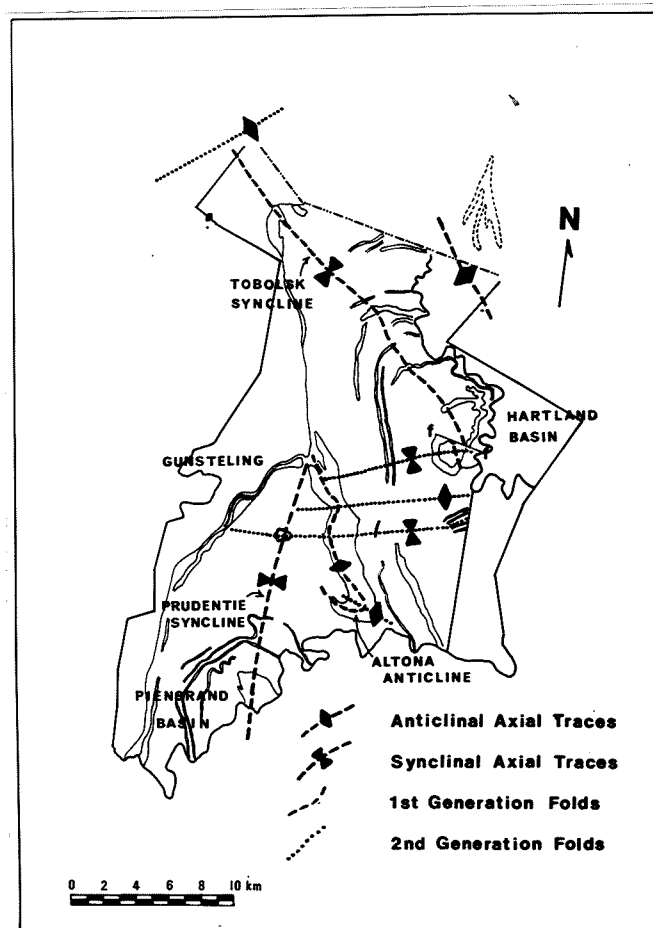 N
TOBOLSK
SYNCLINE
HARTLAND
BASIN
f
GUNSTELING
PRUDENTIE
SYNCLINE
ALTONA
ANTICLINE
PIENBRAND
BASIN
Anticlinal Axial Traces
Synclinal Axial Traces
1st Generation Folds
2nd Generation Folds
0 2 4 6 8 10 km